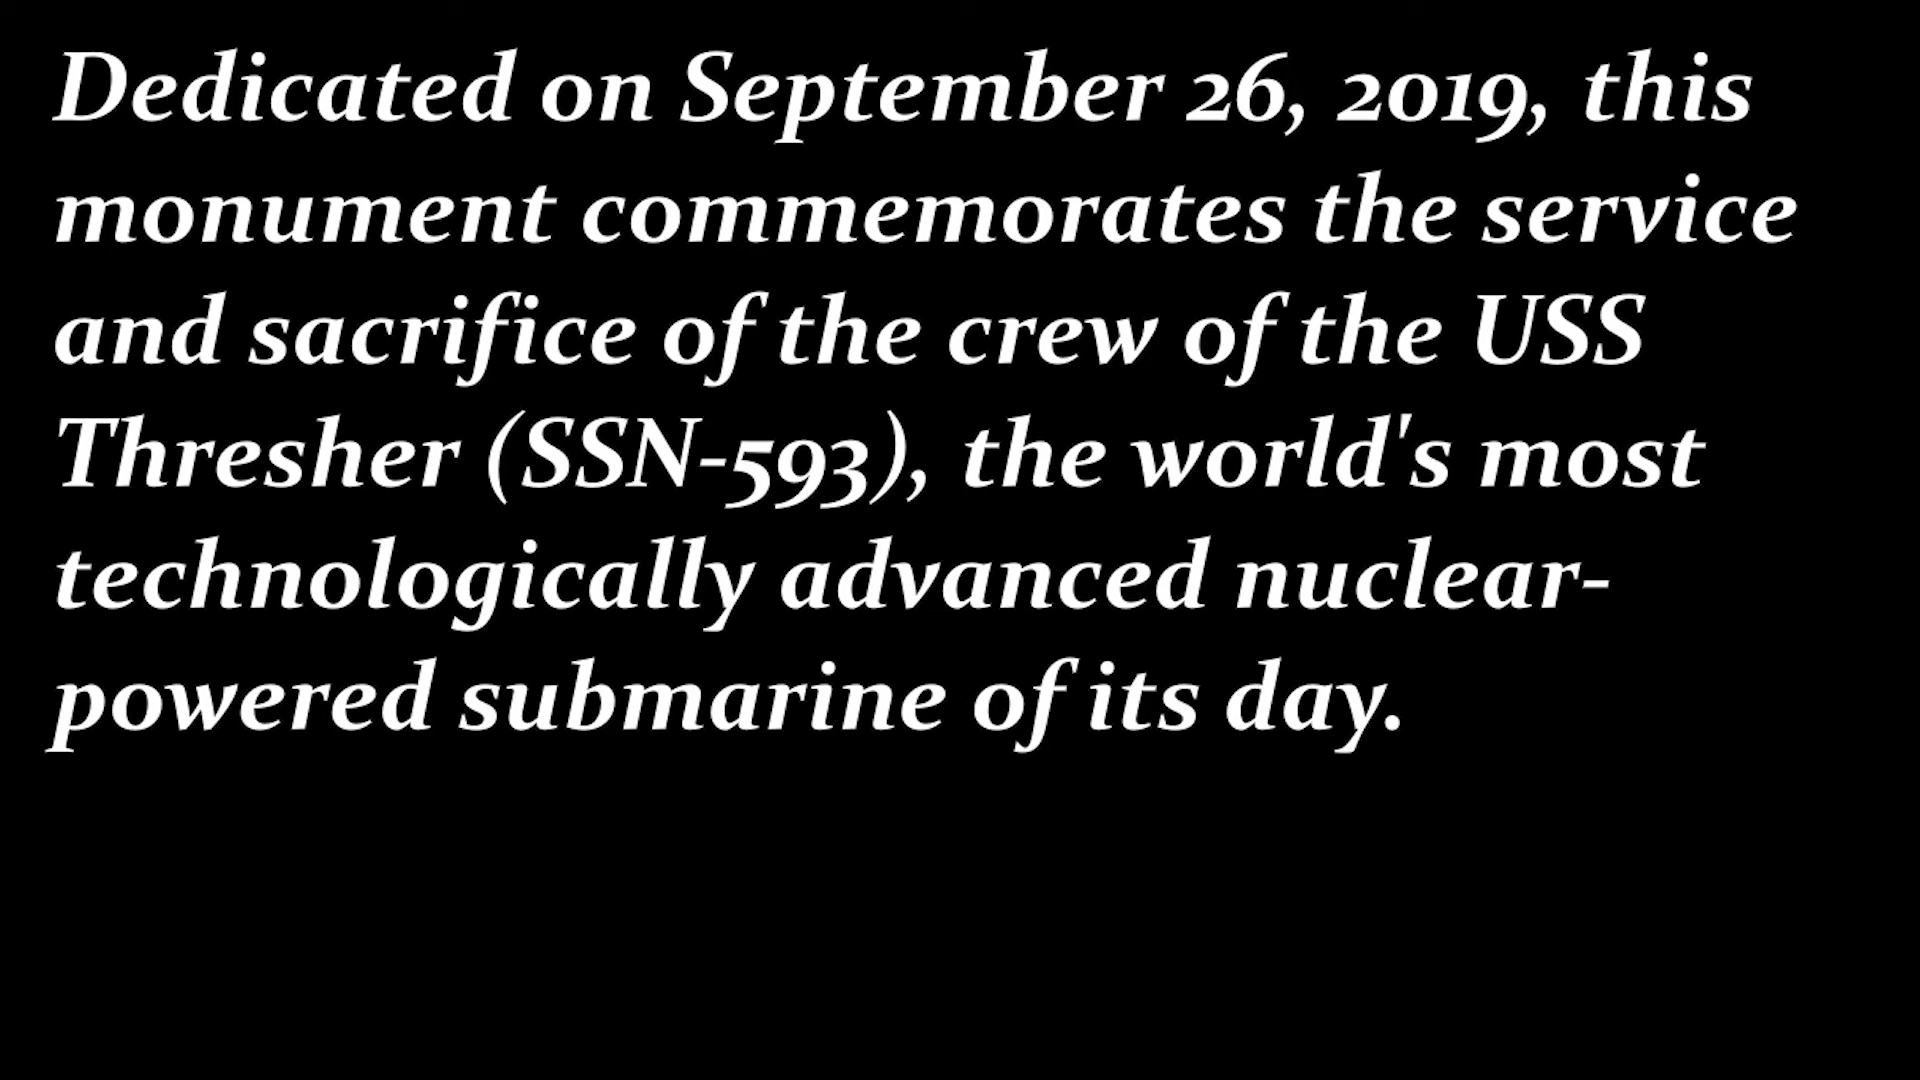 Dedicated on September 26, 2019, this
monument commemorates the service
and sacrifice of the crew of the USS
Thresher (SSN-593), the world's most
technologically advanced nuclear-
powered submarine of its day.